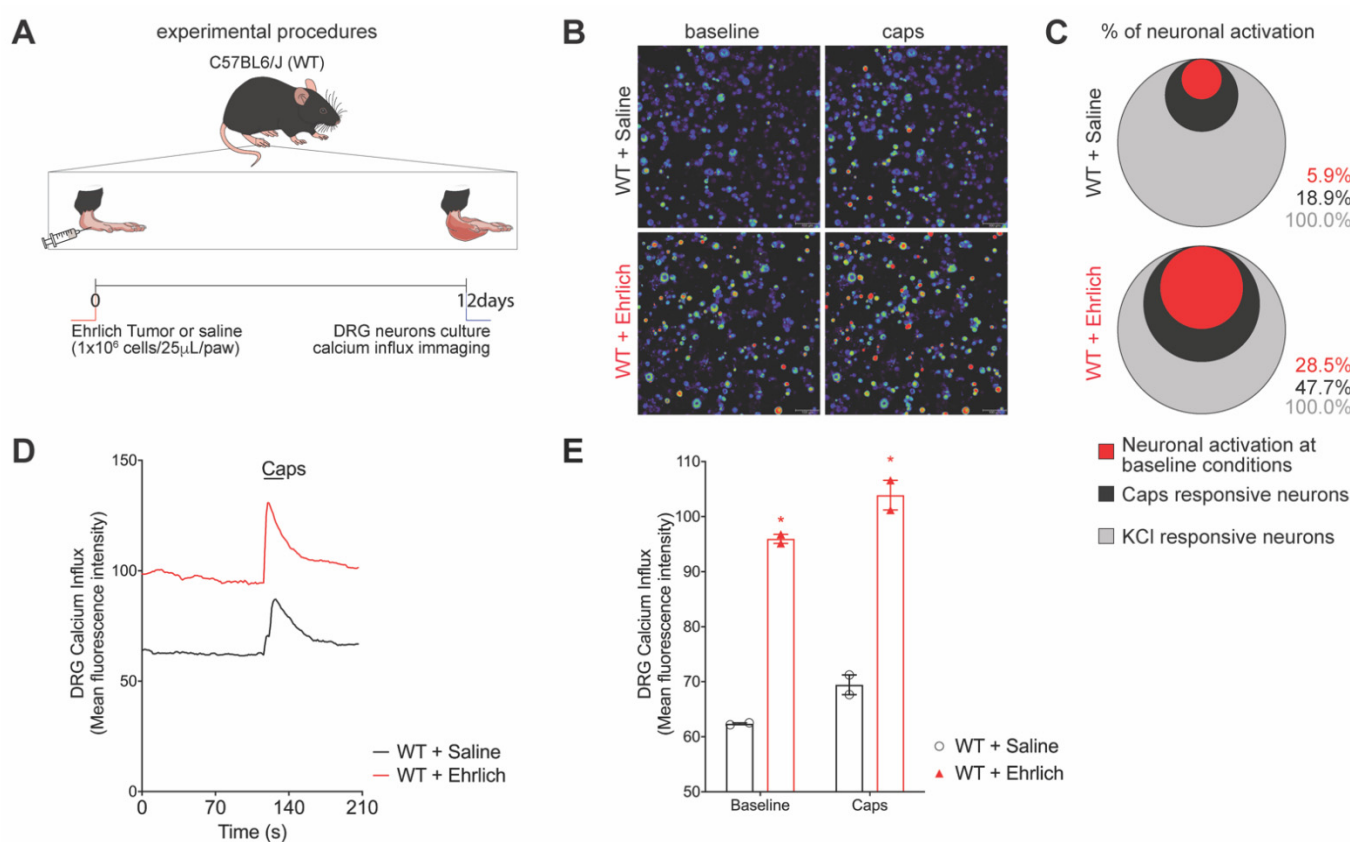 A
experimental procedures
C57BL6/J (WT)
0
12days
Ehrlich Tumor or saline
(1x10⁶ cells/25μL/paw)
DRG neurons culture
calcium influx immaging
B
baseline
caps
WT + Saline
WT + Ehrlich
C
% of neuronal activation
WT + Saline
5.9%
18.9%
100.0%
WT + Ehrlich
28.5%
47.7%
100.0%
Neuronal activation at
baseline conditions
Caps responsive neurons
KCl responsive neurons
D
DRG Calcium Influx
(Mean fluorescence intensity)
150
100
50
0
Caps
0
70
140
210
Time (s)
WT + Saline
WT + Ehrlich
E
DRG Calcium Influx
(Mean fluorescence intensity)
110
100
90
80
70
60
50
*
*
Baseline
Caps
WT + Saline
WT + Ehrlich